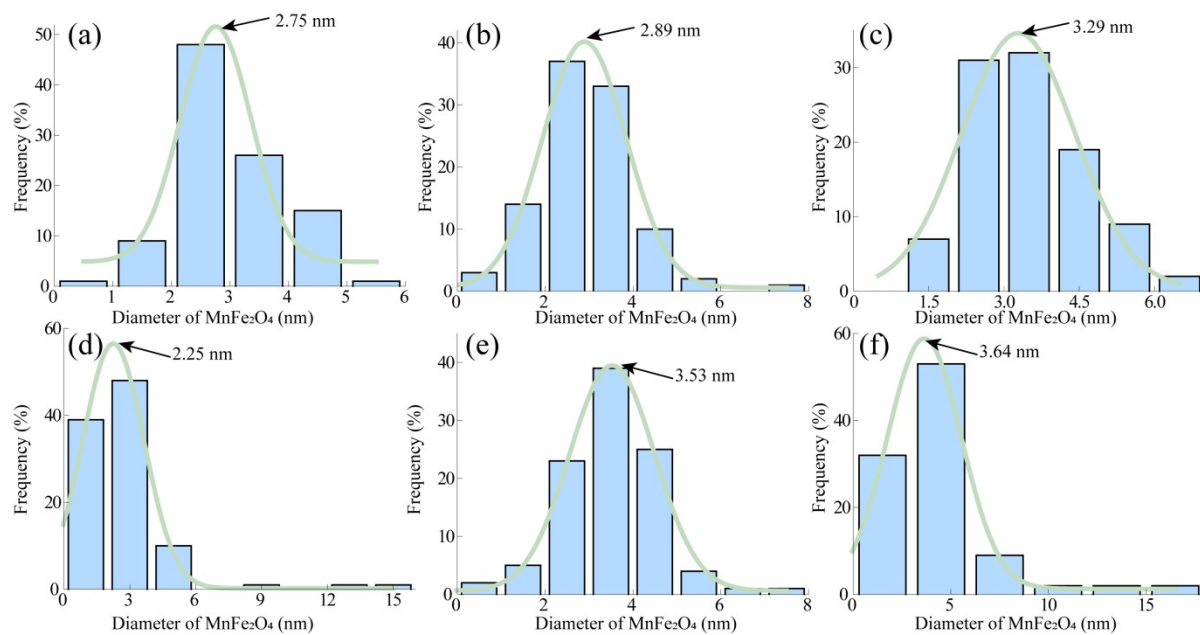 (a)
2.75 nm
50
40
30
20
10
0
Frequency (%)
1
2
3
4
5
6
Diameter of MnFe₂O₄ (nm)
(b)
2.89 nm
40
30
20
10
0
Frequency (%)
0
2
4
6
8
Diameter of MnFe₂O₄ (nm)
(c)
3.29 nm
30
20
10
0
Frequency (%)
1.5
3.0
4.5
6.0
Diameter of MnFe₂O₄ (nm)
(d)
2.25 nm
60
40
20
0
Frequency (%)
0
3
6
9
12
15
Diameter of MnFe₂O₄ (nm)
(e)
3.53 nm
40
30
20
10
0
Frequency (%)
0
2
4
6
8
Diameter of MnFe₂O₄ (nm)
(f)
3.64 nm
60
40
20
0
Frequency (%)
0
5
10
15
Diameter of MnFe₂O₄ (nm)